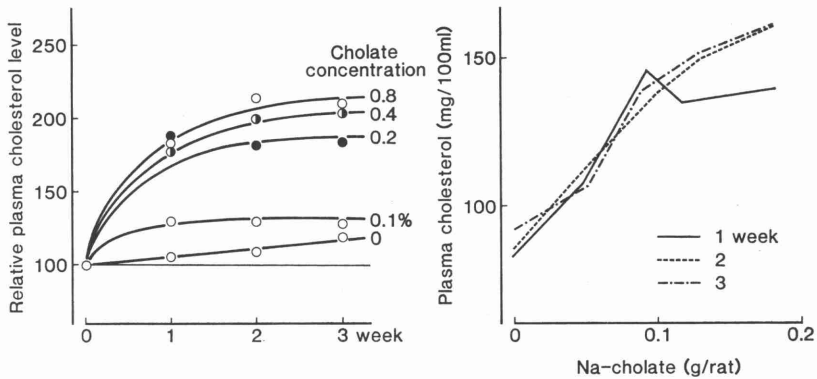 Relative plasma cholesterol level
250
200
150
100
Cholate
concentration
0.8
0.4
0.2
0.1%
0
0
1
2
3 week
Plasma cholesterol (mg/100ml)
150
100
1 week
2
3
0
0.1
0.2
Na-cholate (g/rat)